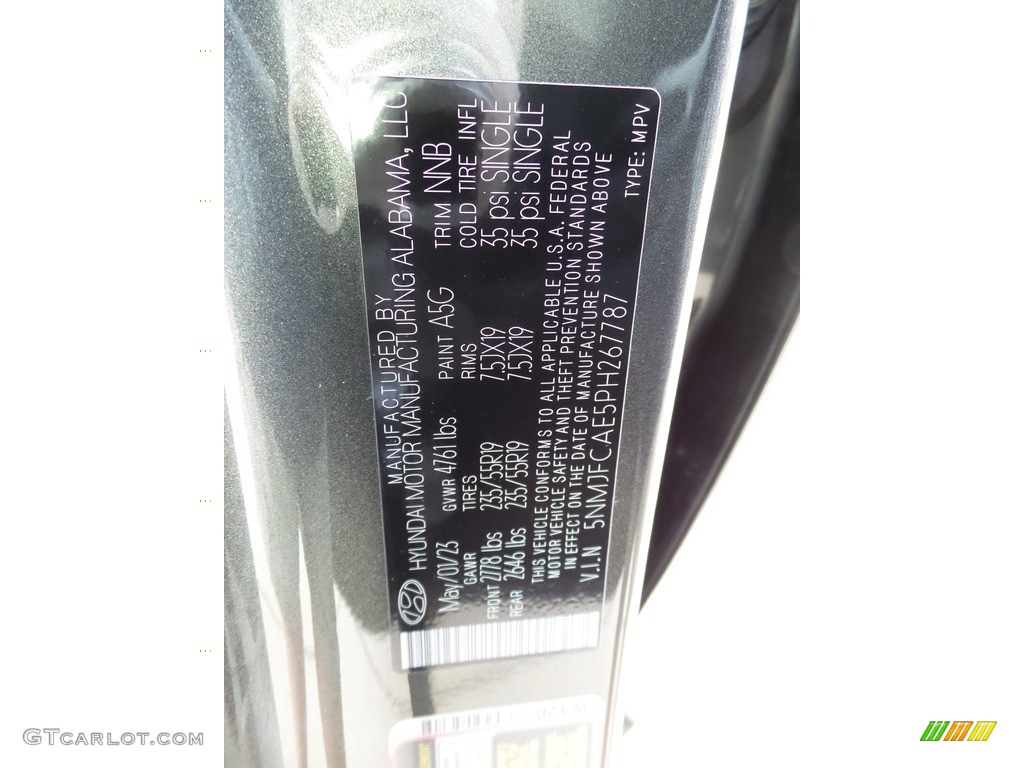 MANUFACTURED BY
HYUNDAI MOTOR MANUFACTURING ALABAMA, LLC
May/01/23 GVWR 4761 lbs PAINT A5G TRIM NNB
GAWR TIRES RIMS COLD TIRE INFL
FRONT 2778 lbs 235/55R19 7.5JX19 35 psi SINGLE
REAR 2646 lbs 235/55R19 7.5JX19 35 psi SINGLE
THIS VEHICLE CONFORMS TO ALL APPLICABLE U.S.A. FEDERAL
MOTOR VEHICLE SAFETY AND THEFT PREVENTION STANDARDS
IN EFFECT ON THE DATE OF MANUFACTURE SHOWN ABOVE
V.I.N 5NMJFCAE5PH267787
TYPE: MPV
GTCarlot.com